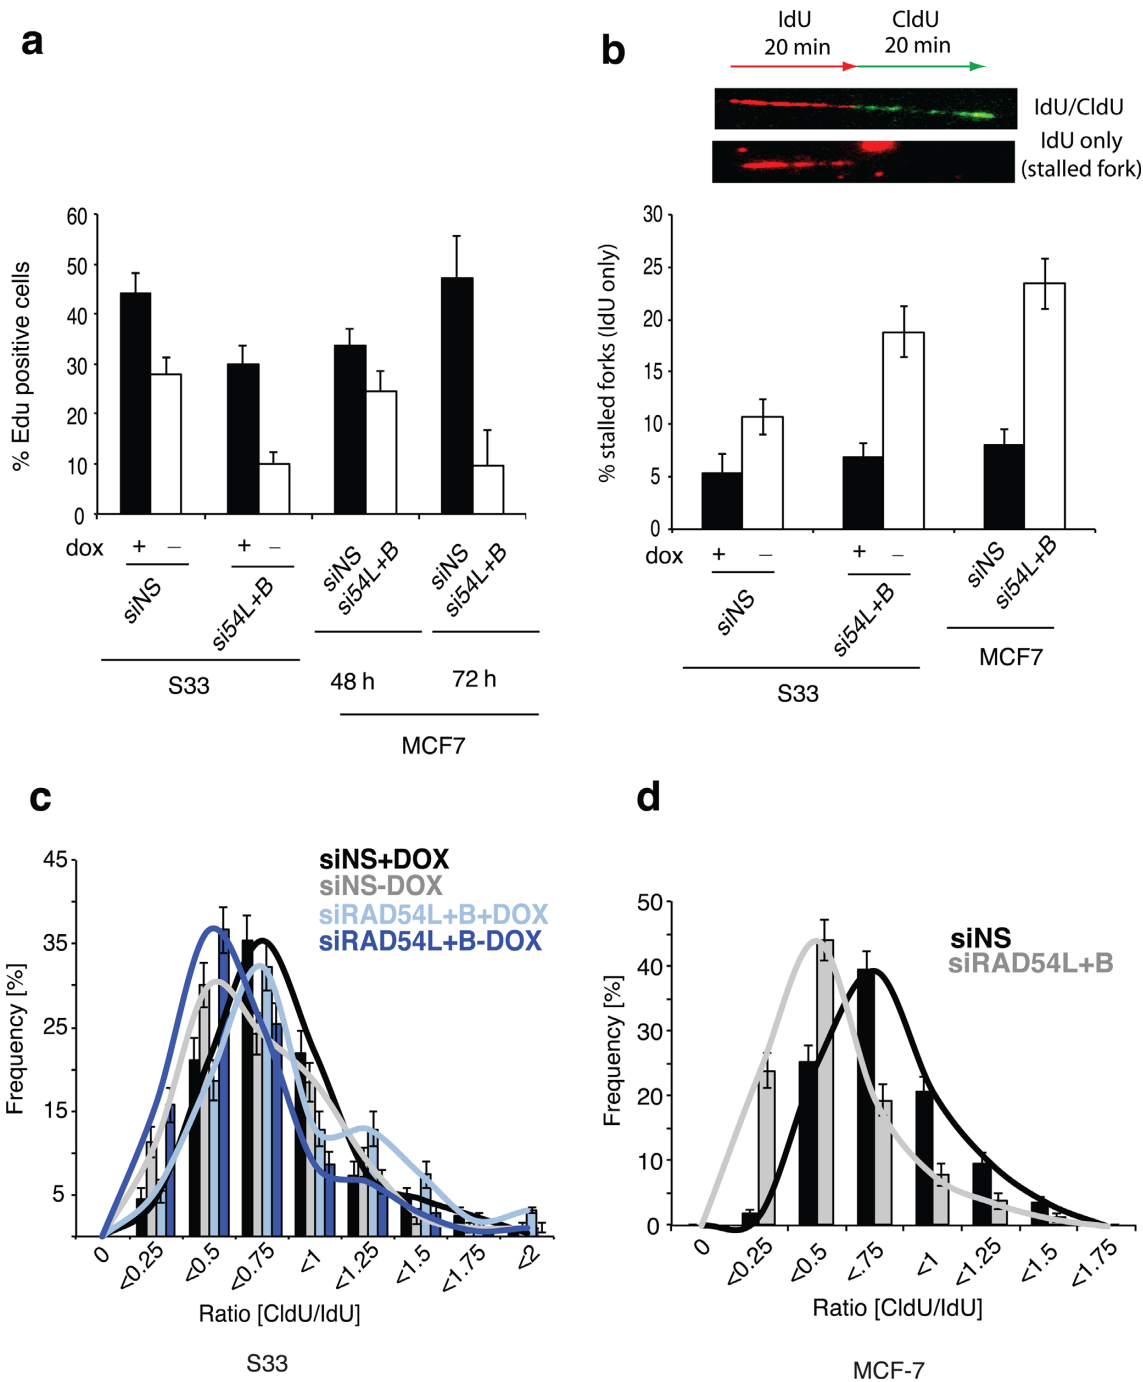 a
% Edu positive cells
60
50
40
30
20
10
0
dox + – + –
siNS
si54L+B
siNS
si54L+B
siNS
si54L+B
S33
48 h
72 h
MCF7
b
IdU
20 min
CldU
20 min
IdU/CldU
IdU only
(stalled fork)
% stalled forks (IdU only)
30
25
20
15
10
5
0
dox + – + –
siNS
si54L+B
siNS
si54L+B
S33
MCF7
c
siNS+DOX
siNS-DOX
siRAD54L+B+DOX
siRAD54L+B-DOX
Frequency [%]
45
35
25
15
5
0 <0.25 <0.5 <0.75 <1 <1.25 <1.5 <1.75 <2
Ratio [CldU/IdU]
S33
d
siNS
siRAD54L+B
Frequency [%]
50
40
30
20
10
0
0 <0.25 <0.5 <.75 <1 <1.25 <1.5 <1.75
Ratio [CldU/IdU]
MCF-7